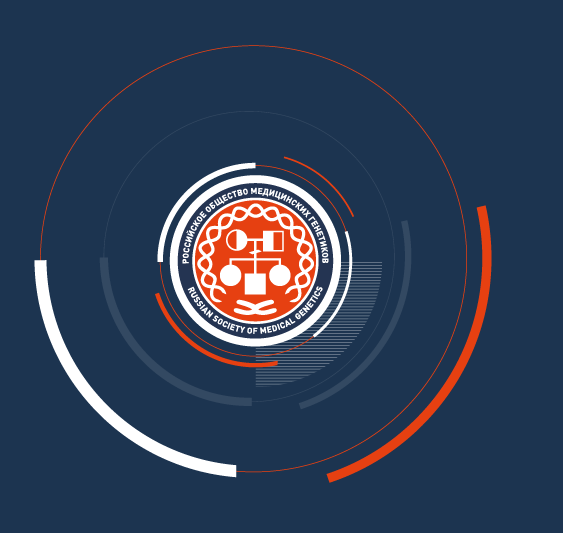 РОССИЙСКОЕ ОБЩЕСТВО МЕДИЦИНСКИХ ГЕНЕТИКОВ
RUSSIAN SOCIETY OF MEDICAL GENETICS